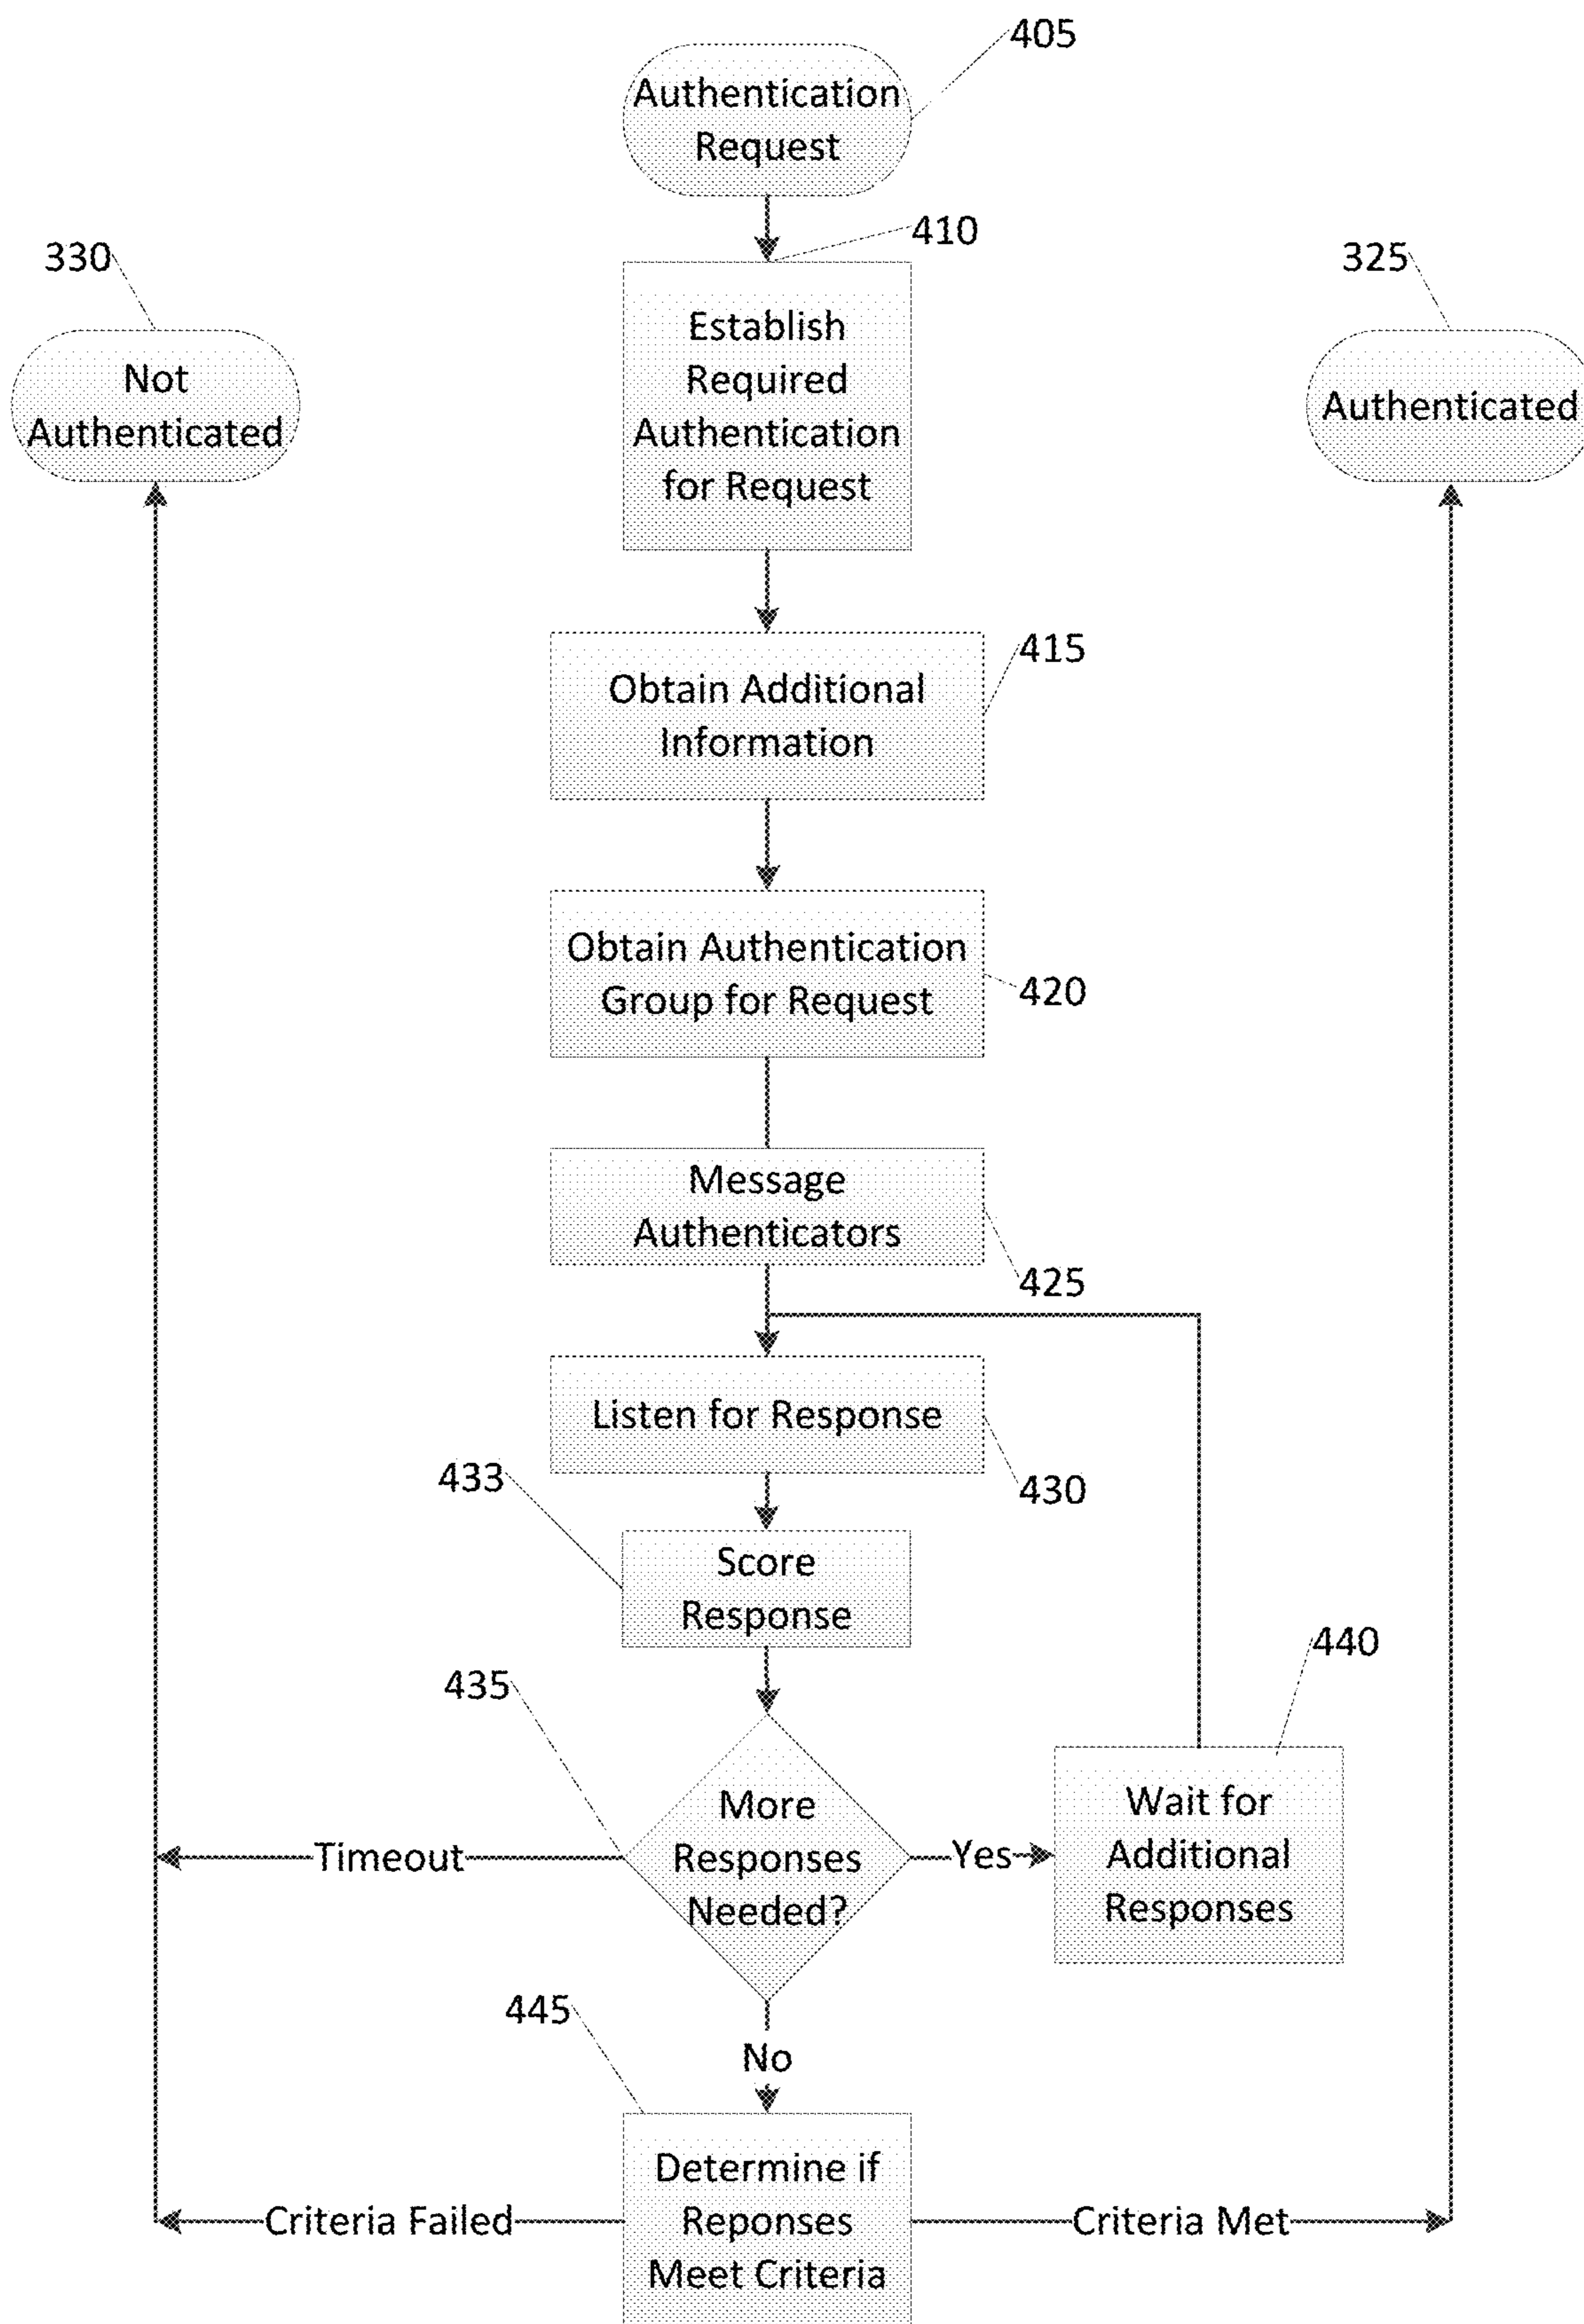 405
Authentication
Request
410
330
325
Establish
Required
Authentication
for Request
Not
Authenticated
Authenticated
415
Obtain Additional
Information
Obtain Authentication
Group for Request
420
Message
Authenticators
425
Listen for Response
433
430
Score
Response
440
435
More
Responses
Needed?
Timeout
Yes
Wait for
Additional
Responses
445
No
Determine if
Reponses
Meet Criteria
Criteria Failed
Criteria Met